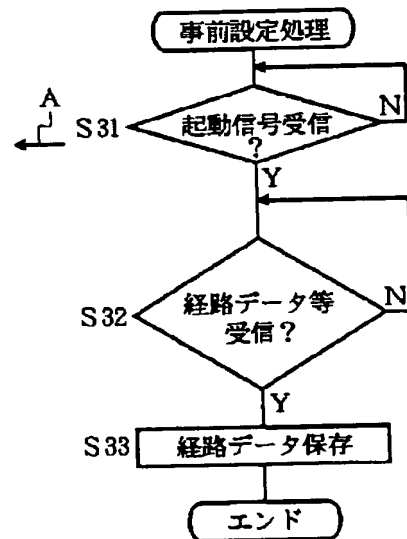 事前設定処理
A
S31
起動信号受信
?
N
Y
S32
経路データ等
受信?
N
Y
S33
経路データ保存
エンド